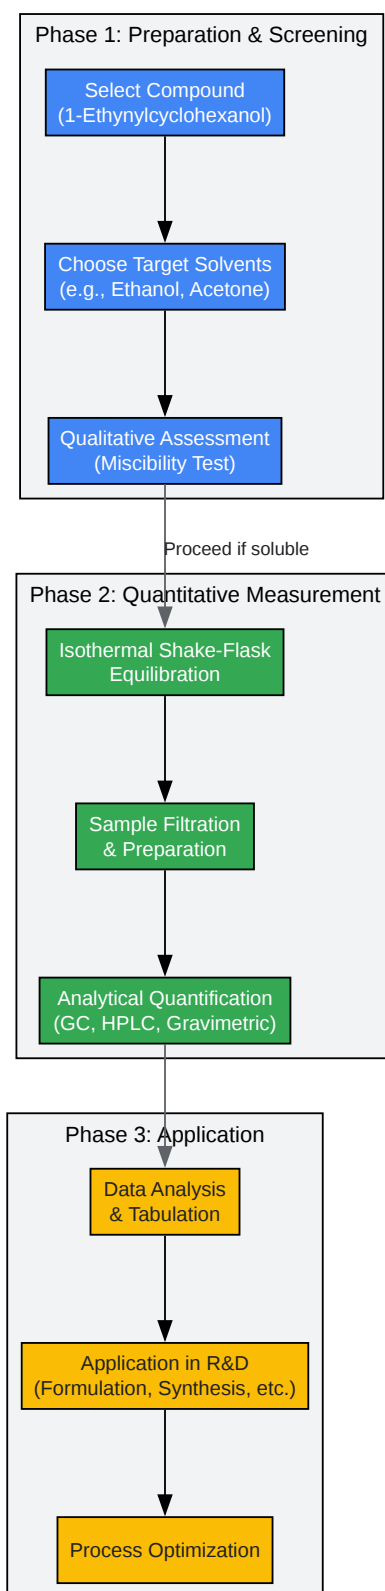 Phase 1: Preparation & Screening
Select Compound
(1-Ethynylcyclohexanol)
Choose Target Solvents
(e.g., Ethanol, Acetone)
Qualitative Assessment
(Miscibility Test)
Proceed if soluble
Phase 2: Quantitative Measurement
Isothermal Shake-Flask
Equilibration
Sample Filtration
& Preparation
Analytical Quantification
(GC, HPLC, Gravimetric)
Phase 3: Application
Data Analysis
& Tabulation
Application in R&D
(Formulation, Synthesis, etc.)
Process Optimization